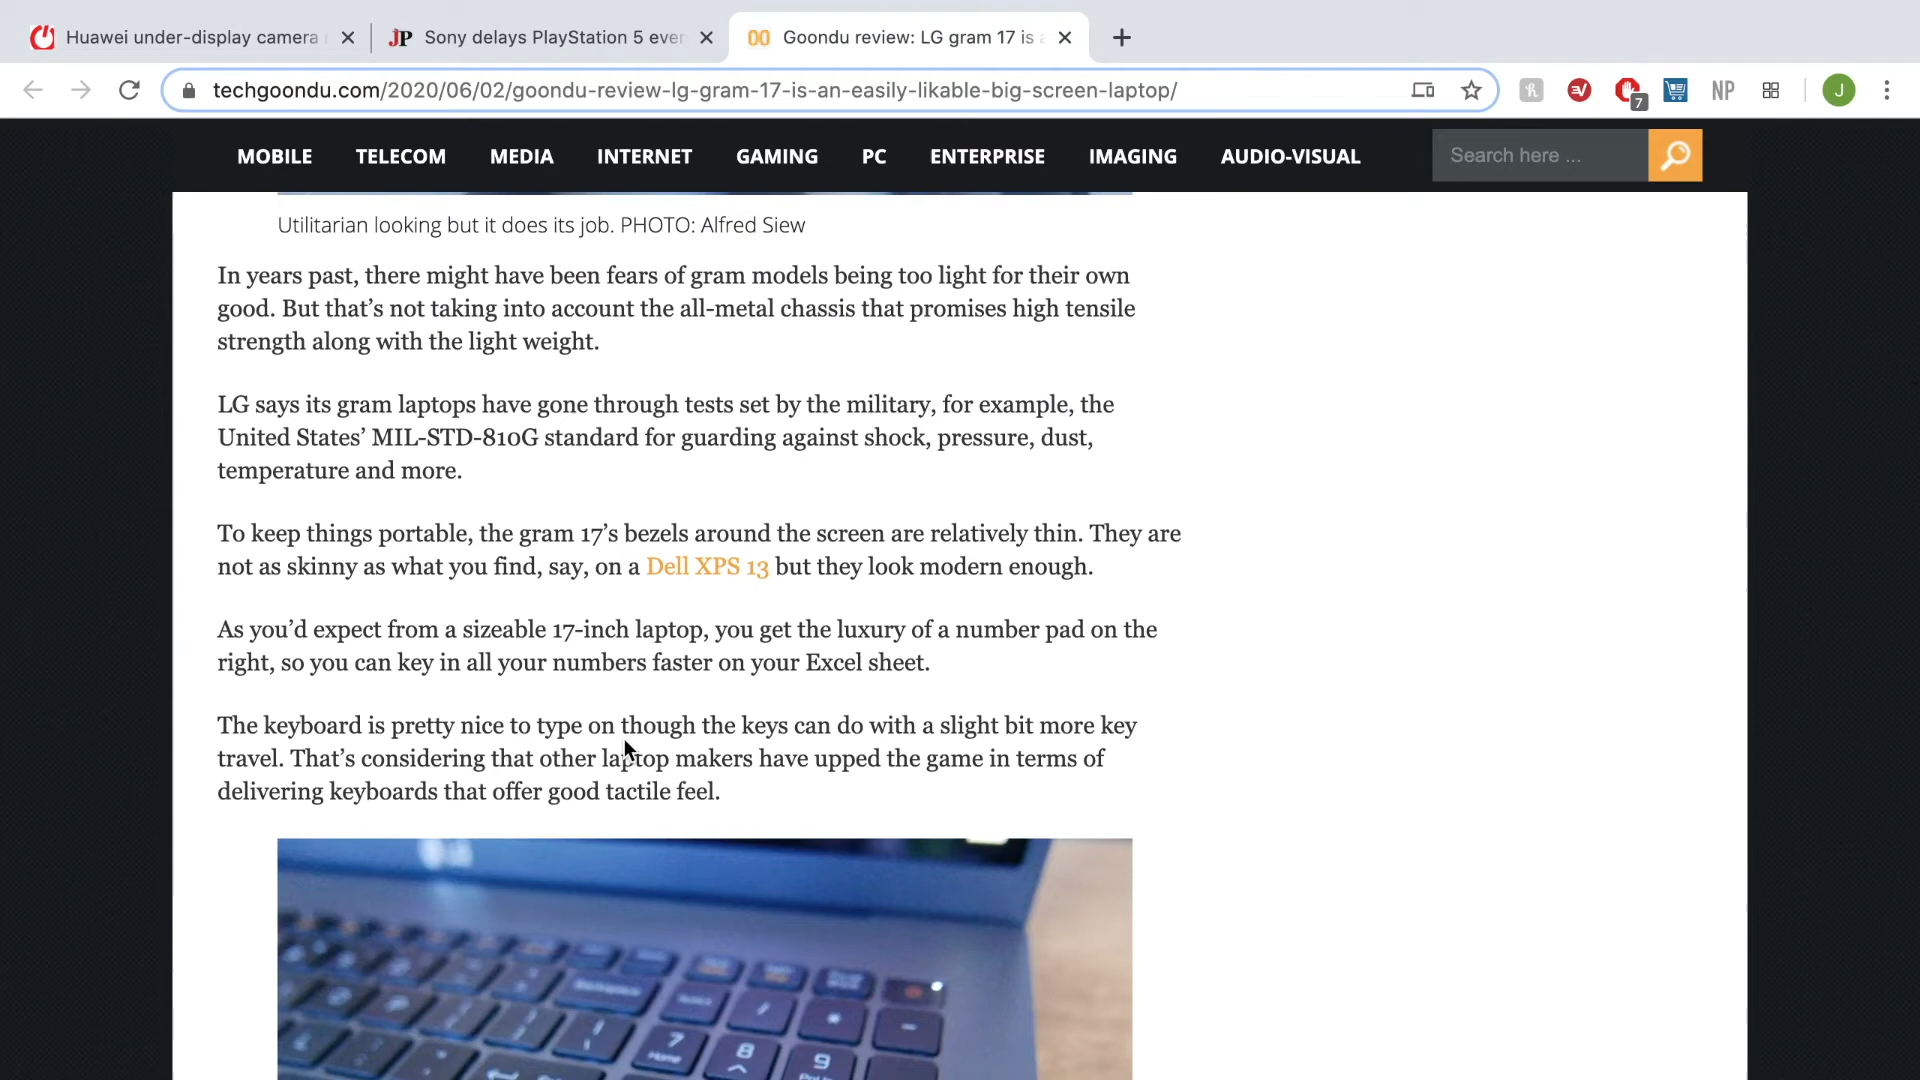 Huawei under-display camera
Sony delays PlayStation 5 ever
Goondu review: LG gram 17 is a
techgoondu.com/2020/06/02/goondu-review-lg-gram-17-is-an-easily-likable-big-screen-laptop/
7
NP
J
MOBILE TELECOM MEDIA INTERNET GAMING PC ENTERPRISE IMAGING AUDIO-VISUAL
Search here ...
Utilitarian looking but it does its job. PHOTO: Alfred Siew
In years past, there might have been fears of gram models being too light for their own
good. But that’s not taking into account the all-metal chassis that promises high tensile
strength along with the light weight.
LG says its gram laptops have gone through tests set by the military, for example, the
United States’ MIL-STD-810G standard for guarding against shock, pressure, dust,
temperature and more.
To keep things portable, the gram 17’s bezels around the screen are relatively thin. They are
not as skinny as what you find, say, on a Dell XPS 13 but they look modern enough.
As you’d expect from a sizeable 17-inch laptop, you get the luxury of a number pad on the
right, so you can key in all your numbers faster on your Excel sheet.
The keyboard is pretty nice to type on though the keys can do with a slight bit more key
travel. That’s considering that other laptop makers have upped the game in terms of
delivering keyboards that offer good tactile feel.
Backspace
/ * -
7 8 9
Home